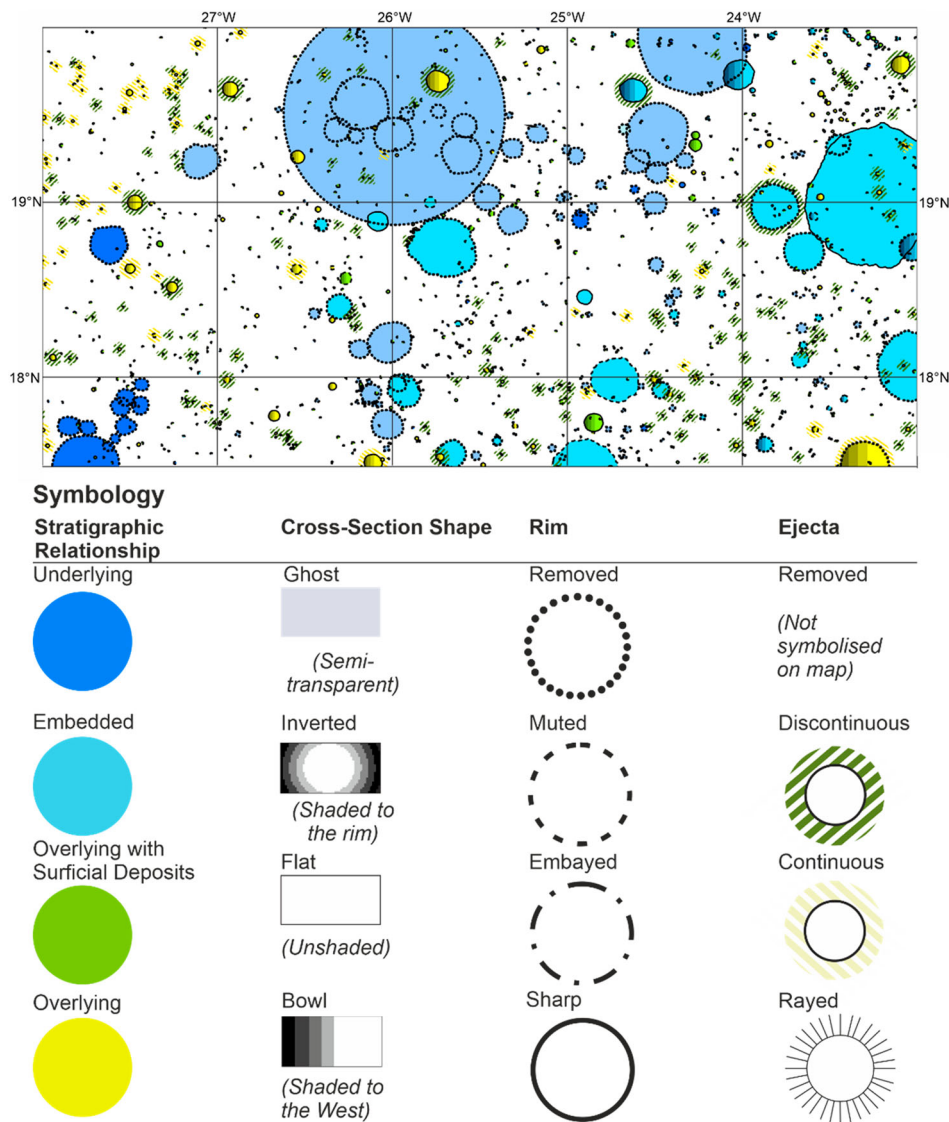 27°W 26°W 25°W 24°W
19°N 19°N
18°N 18°N
Symbology
Stratigraphic
Relationship
Cross-Section Shape
Rim
Ejecta
Underlying
Ghost
Removed
Removed
(Semi-
transparent)
(Not
symbolised
on map)
Embedded
Inverted
Muted
Discontinuous
(Shaded to
the rim)
Overlying with
Surficial Deposits
Flat
Embayed
Continuous
(Unshaded)
Overlying
Bowl
Sharp
Rayed
(Shaded to
the West)